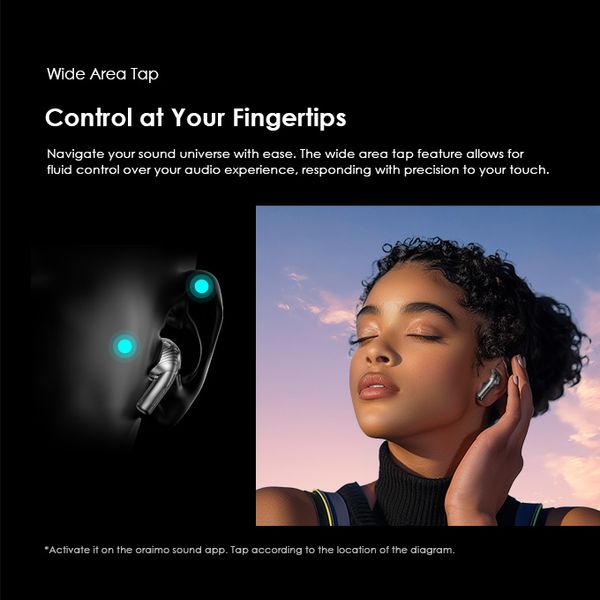 Wide Area Tap
Control at Your Fingertips
Navigate your sound universe with ease. The wide area tap feature allows for
fluid control over your audio experience, responding with precision to your touch.
*Activate it on the oraimo sound app. Tap according to the location of the diagram.